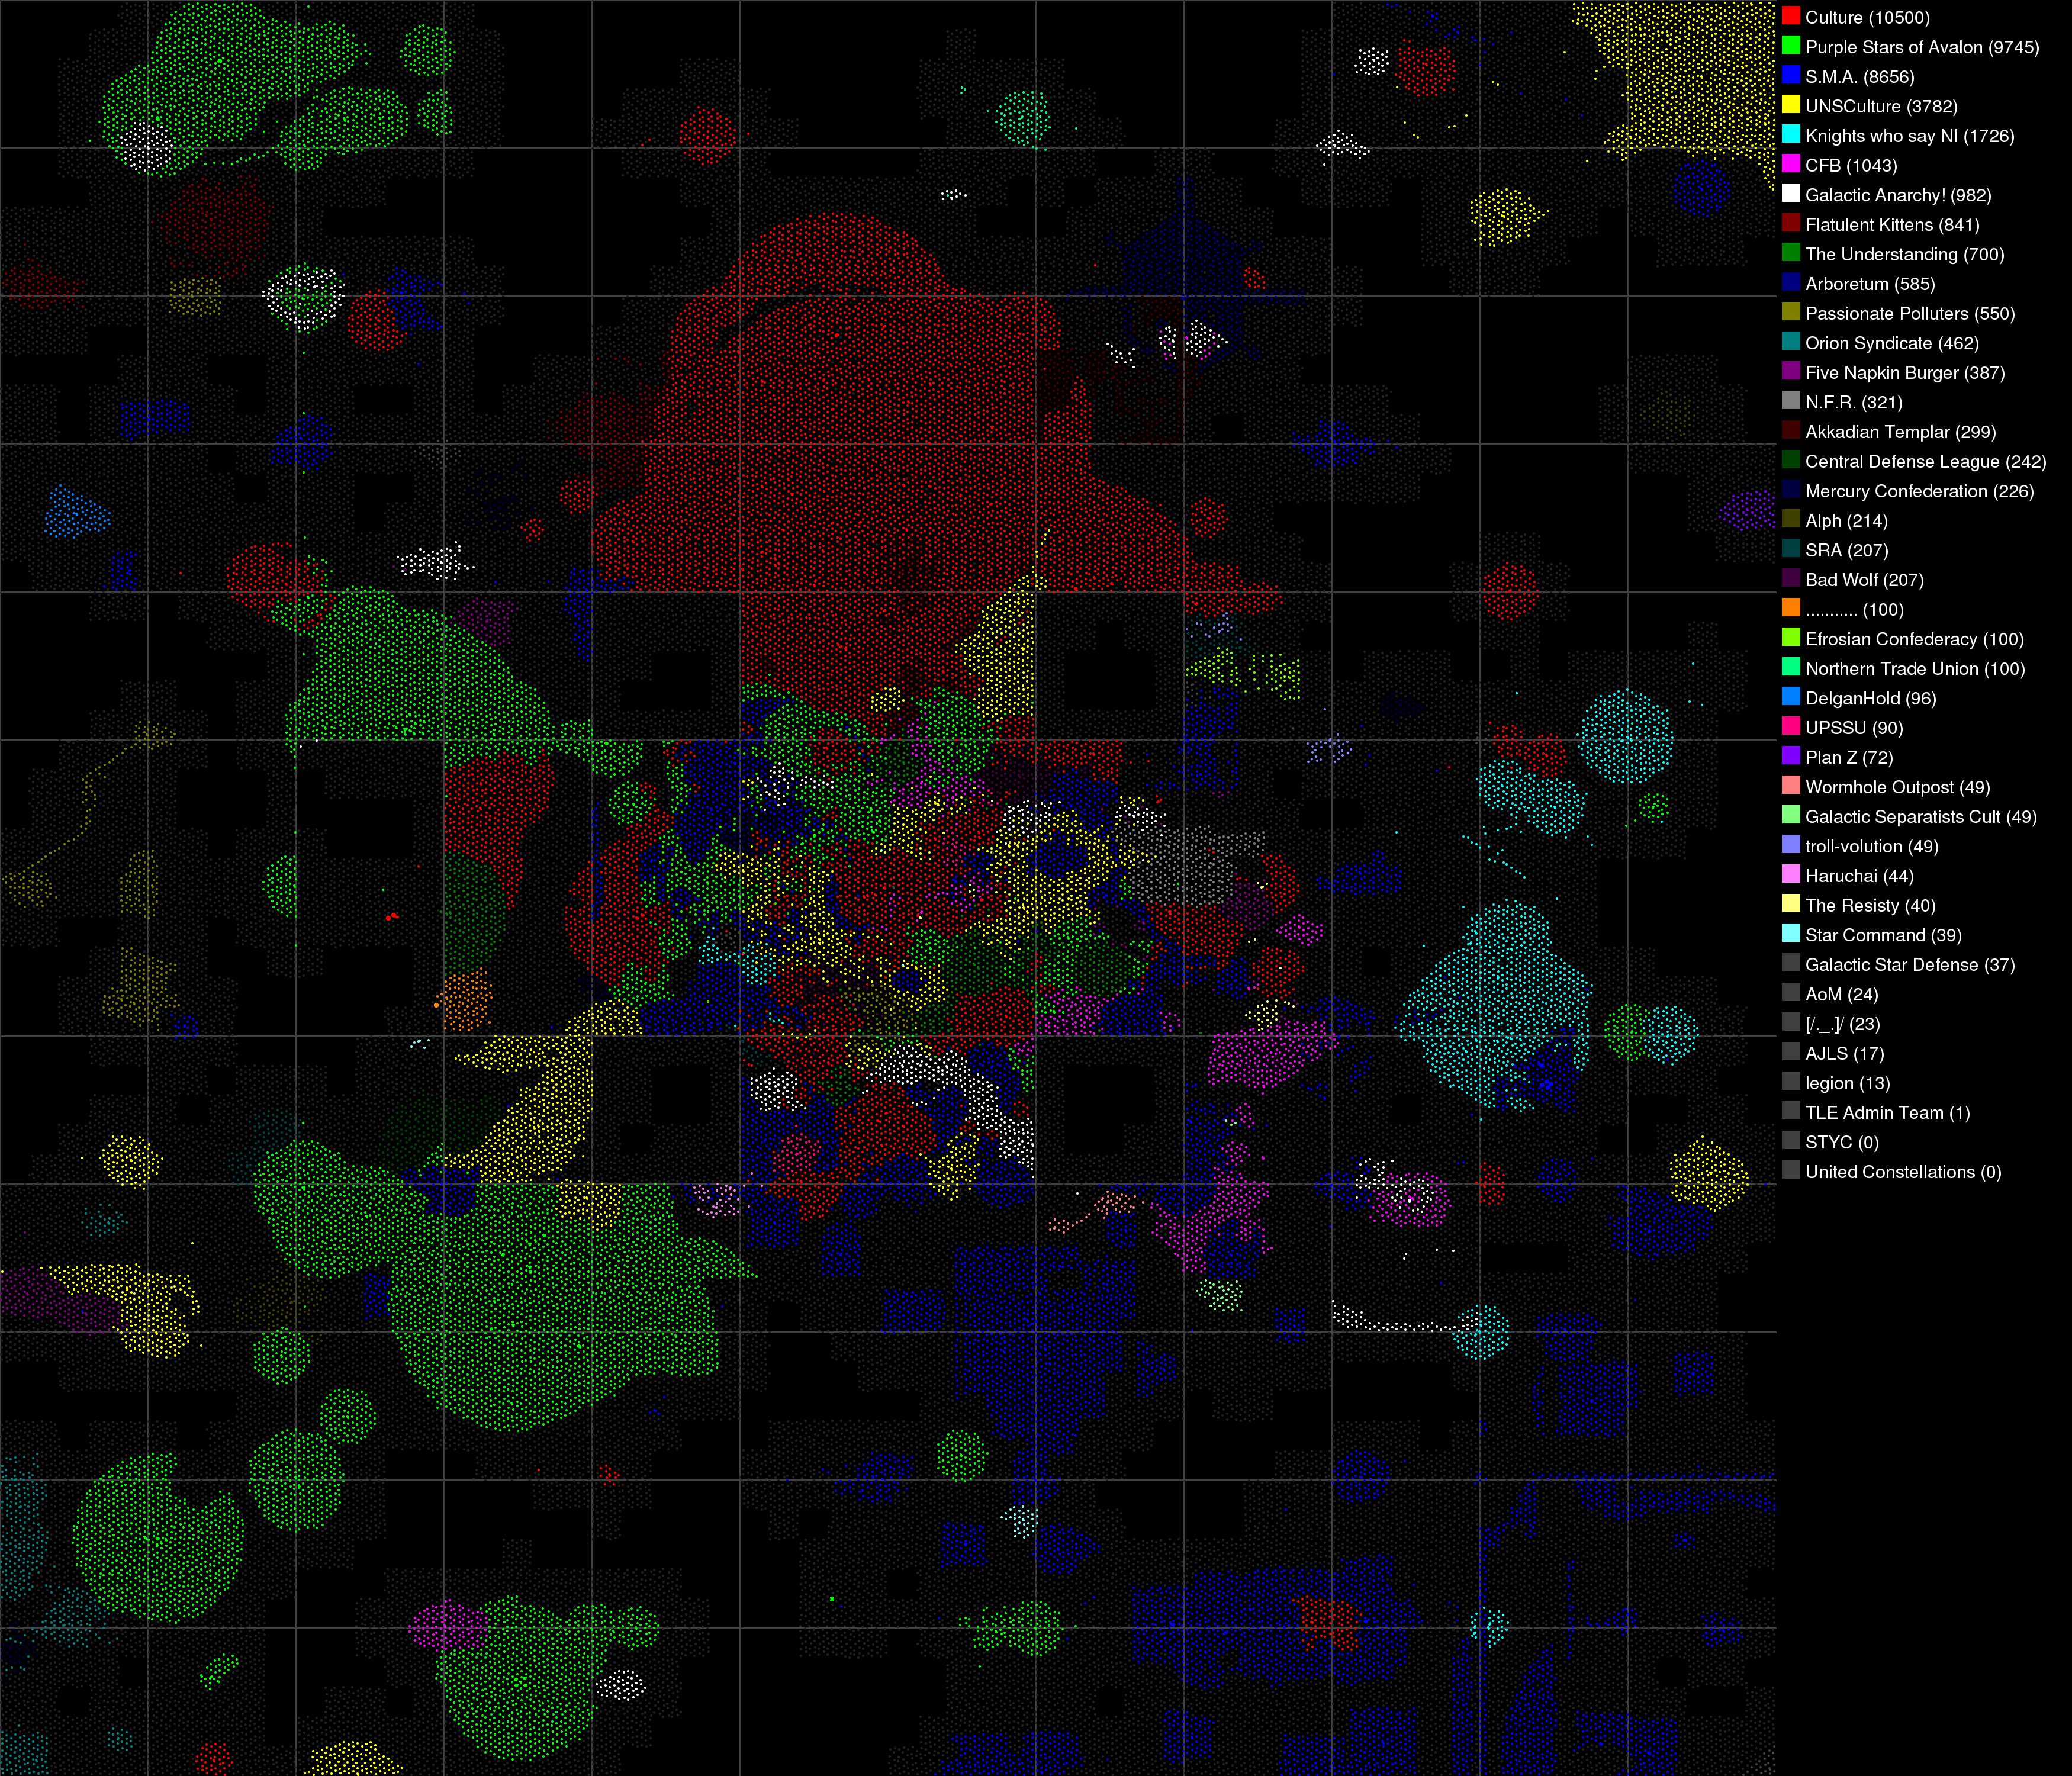 Culture (10500)
Purple Stars of Avalon (9745)
S.M.A. (8656)
UNSCulture (3782)
Knights who say NI (1726)
CFB (1043)
Galactic Anarchy! (982)
Flatulent Kittens (841)
The Understanding (700)
Arboretum (585)
Passionate Polluters (550)
Orion Syndicate (462)
Five Napkin Burger (387)
N.F.R. (321)
Akkadian Templar (299)
Central Defense League (242)
Mercury Confederation (226)
Alph (214)
SRA (207)
Bad Wolf (207)
........... (100)
Efrosian Confederacy (100)
Northern Trade Union (100)
DelganHold (96)
UPSSU (90)
Plan Z (72)
Wormhole Outpost (49)
Galactic Separatists Cult (49)
troll-volution (49)
Haruchai (44)
The Resisty (40)
Star Command (39)
Galactic Star Defense (37)
AoM (24)
[/._.]/ (23)
AJLS (17)
legion (13)
TLE Admin Team (1)
STYC (0)
United Constellations (0)